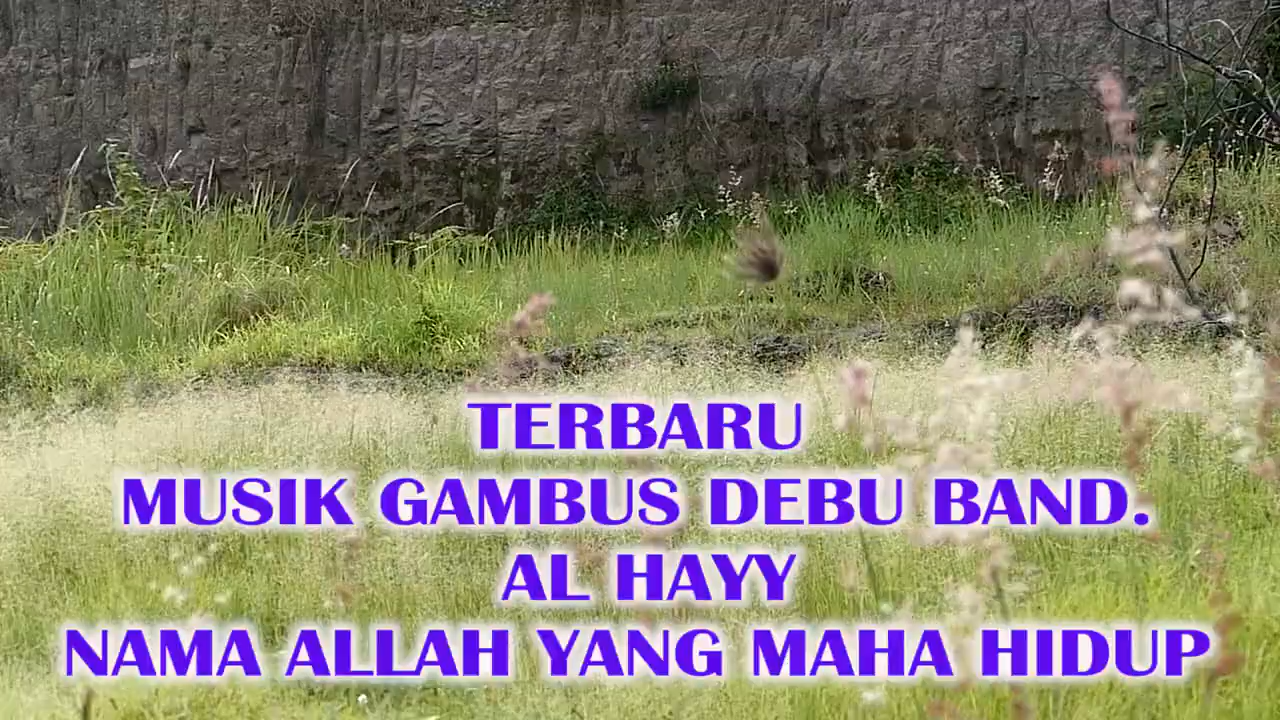 TERBARU
MUSIK GAMBUS DEBU BAND.
AL HAYY
NAMA ALLAH YANG MAHA HIDUP